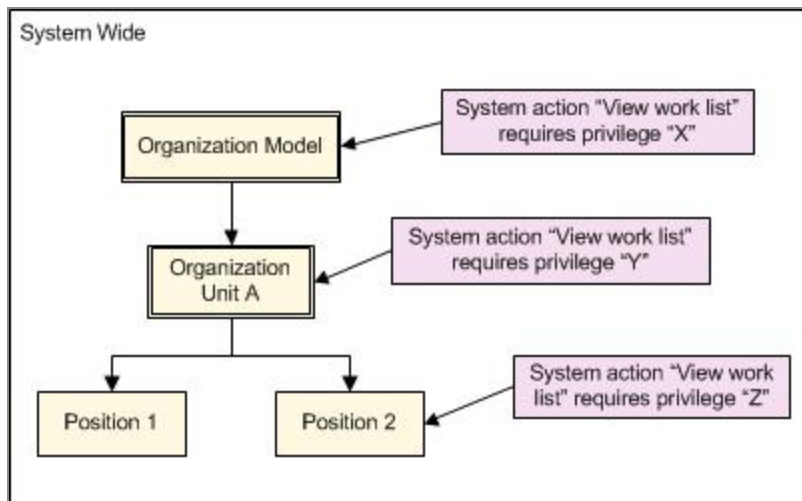 System Wide
System action “View work list”
requires privilege “X”
Organization Model
System action “View work list”
requires privilege “Y”
Organization
Unit A
System action “View work
list” requires privilege “Z”
Position 1
Position 2